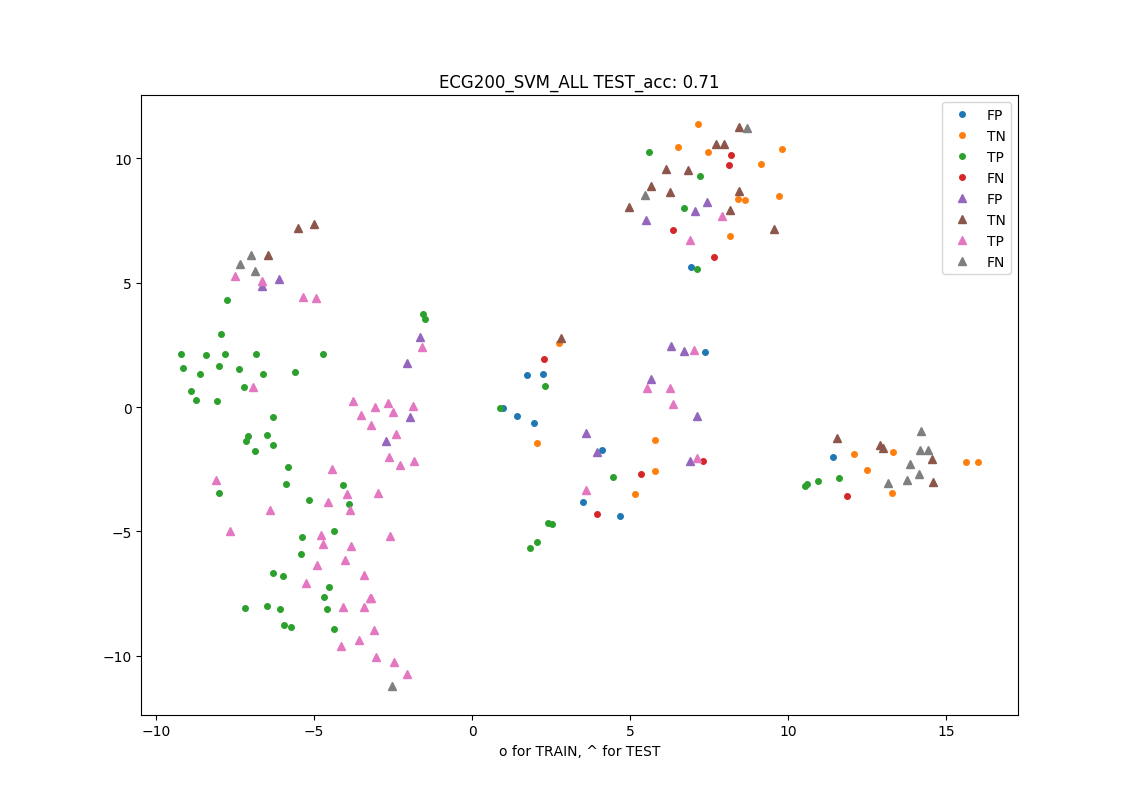 ECG200_SVM_ALL TEST_acc: 0.71
10
5
0
−5
−10
FP
TN
TP
FN
FP
TN
TP
FN
−10 −5 0 5 10 15
o for TRAIN, ^ for TEST